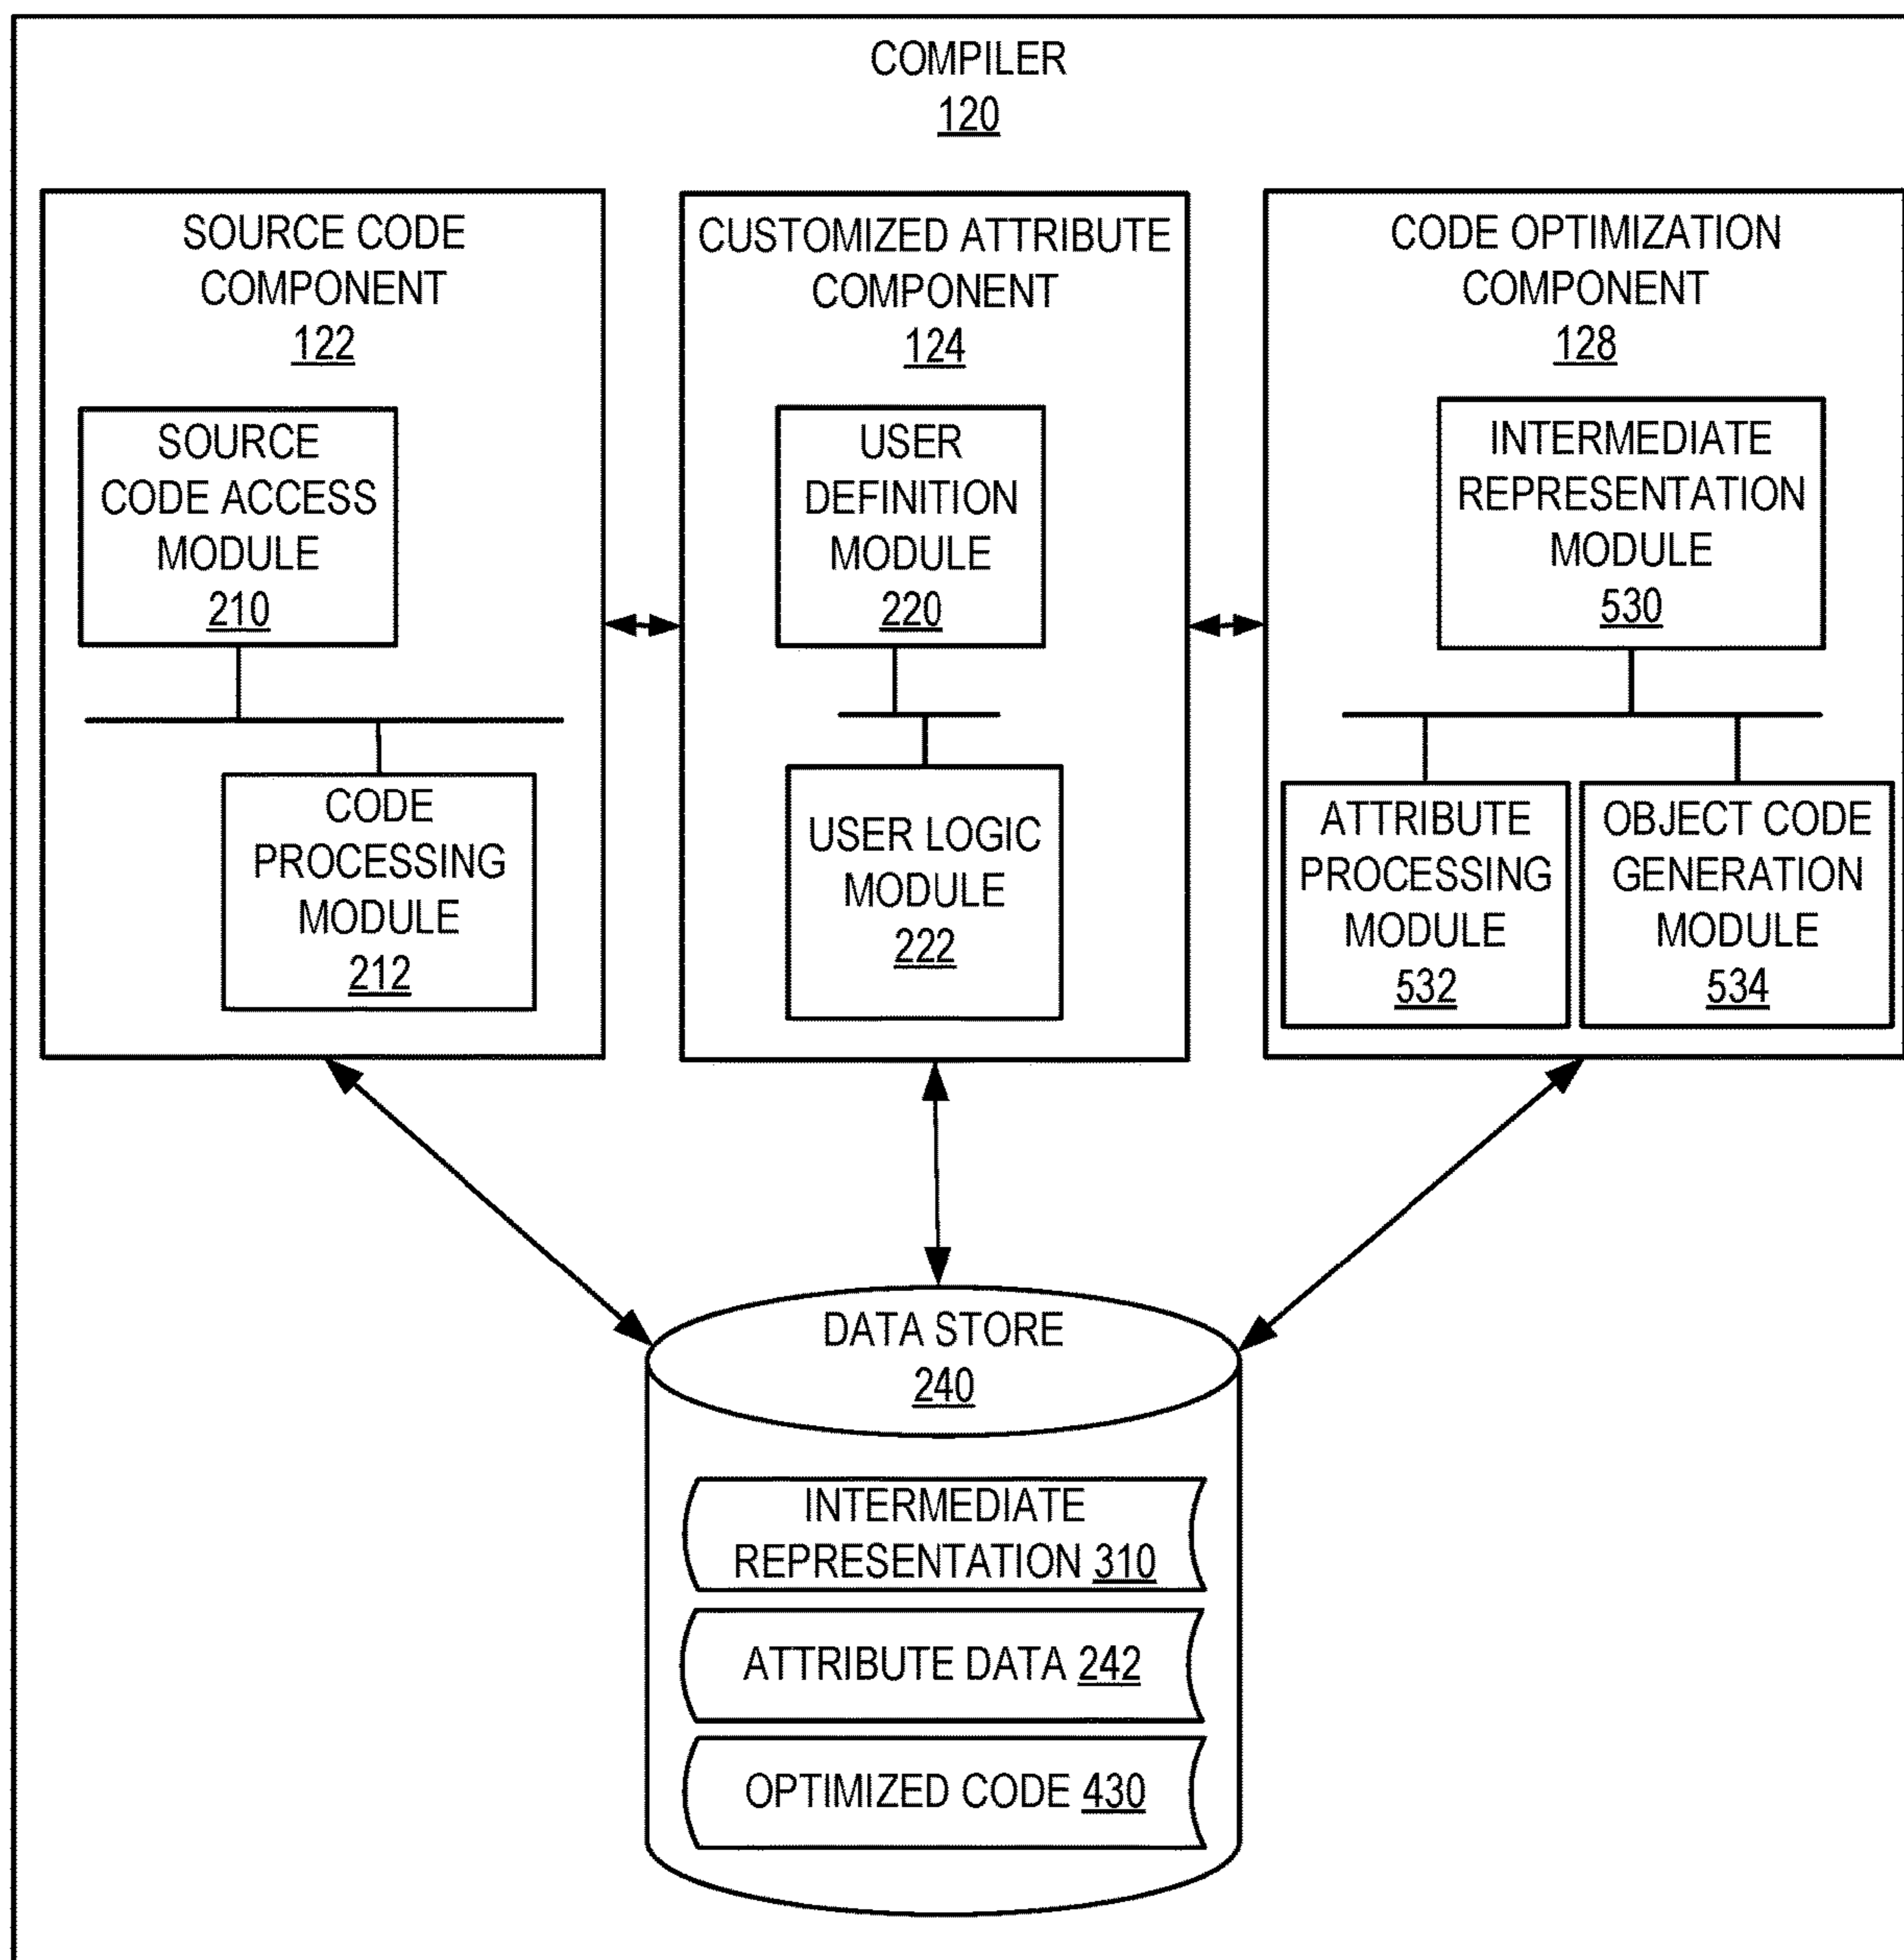 COMPILER
120
SOURCE CODE
COMPONENT
122
SOURCE
CODE ACCESS
MODULE
210
CODE
PROCESSING
MODULE
212
CUSTOMIZED ATTRIBUTE
COMPONENT
124
USER
DEFINITION
MODULE
220
USER LOGIC
MODULE
222
CODE OPTIMIZATION
COMPONENT
128
INTERMEDIATE
REPRESENTATION
MODULE
530
ATTRIBUTE
PROCESSING
MODULE
532
OBJECT CODE
GENERATION
MODULE
534
DATA STORE
240
INTERMEDIATE
REPRESENTATION 310
ATTRIBUTE DATA 242
OPTIMIZED CODE 430